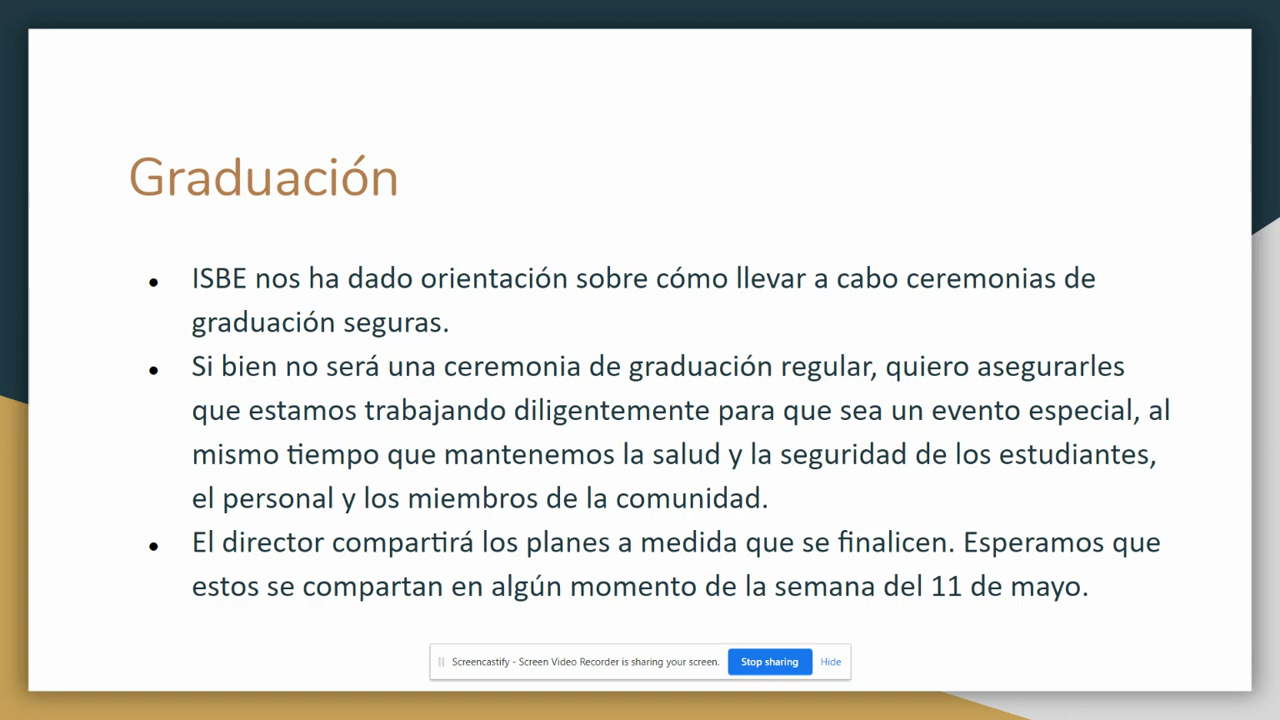 Graduación
ISBE nos ha dado orientación sobre cómo llevar a cabo ceremonias de
graduación seguras.
Si bien no será una ceremonia de graduación regular, quiero asegurarles
que estamos trabajando diligentemente para que sea un evento especial, al
mismo tiempo que mantenemos la salud y la seguridad de los estudiantes,
el personal y los miembros de la comunidad.
El director compartirá los planes a medida que se finalicen. Esperamos que
estos se compartan en algún momento de la semana del 11 de mayo.
Screencastify - Screen Video Recorder is sharing your screen. Stop sharing Hide